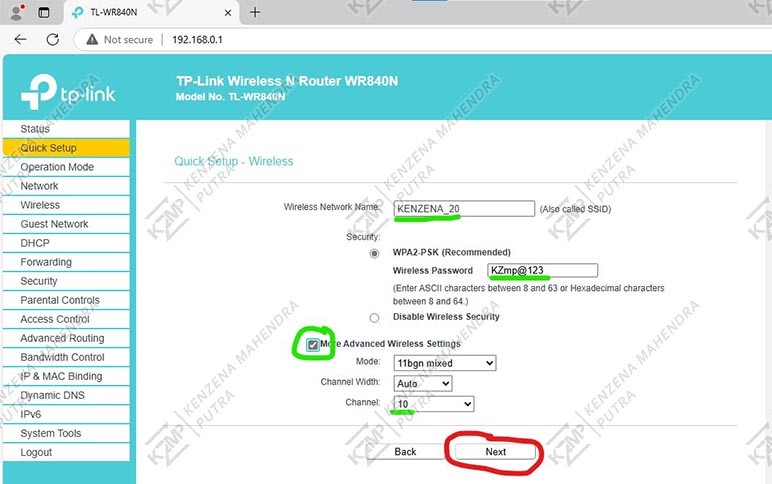 TL-WR840N
Not secure
192.168.0.1
tp-link
TP-Link Wireless N Router WR840N
Model No. TL-WR840N
Status
Quick Setup
Operation Mode
Network
Wireless
Guest Network
DHCP
Forwarding
Security
Parental Controls
Access Control
Advanced Routing
Bandwidth Control
IP & MAC Binding
Dynamic DNS
IPv6
System Tools
Logout
Quick Setup - Wireless
Wireless Network Name: KENZENA_20 (Also called SSID)
Security:
WPA2-PSK (Recommended)
Wireless Password KZmp@123
(Enter ASCII characters between 8 and 63 or Hexadecimal characters
between 8 and 64.)
Disable Wireless Security
More Advanced Wireless Settings
Mode: 11bgn mixed
Channel Width: Auto
Channel: 10
Back Next
KZMP KENZENA MAHENDRA
PUTRA